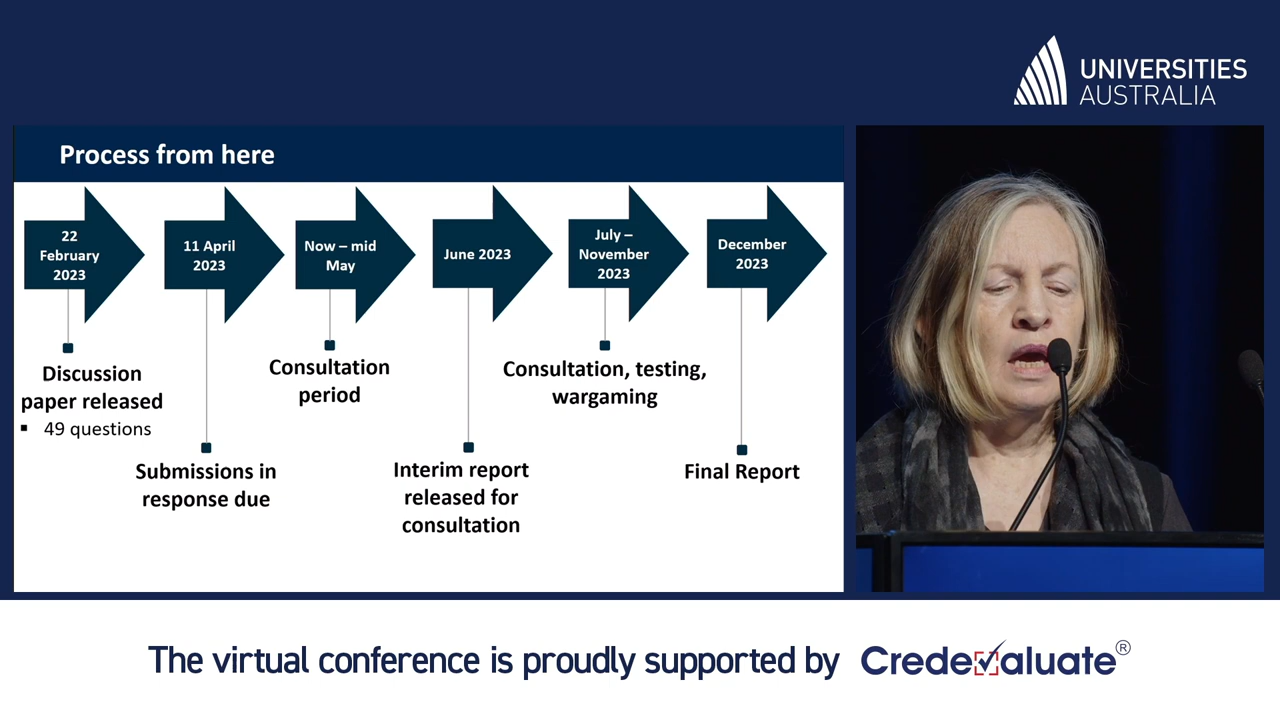 UNIVERSITIES
AUSTRALIA
Process from here
22
February
2023
11 April
2023
Now – mid
May
June 2023
July –
November
2023
December
2023
Discussion
paper released
▪ 49 questions
Submissions in
response due
Consultation
period
Interim report
released for
consultation
Consultation, testing,
wargaming
Final Report
The virtual conference is proudly supported by Credevaluate®